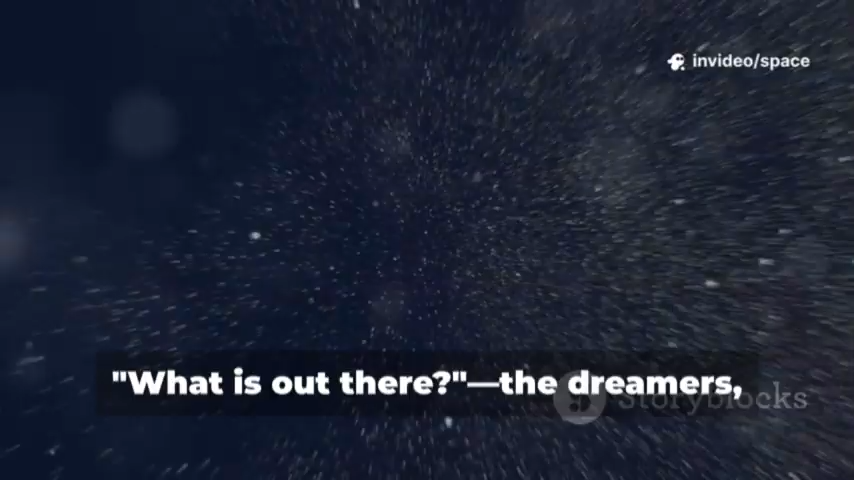 invideo/space
"What is out there?"—the dreamers,
Storyblocks